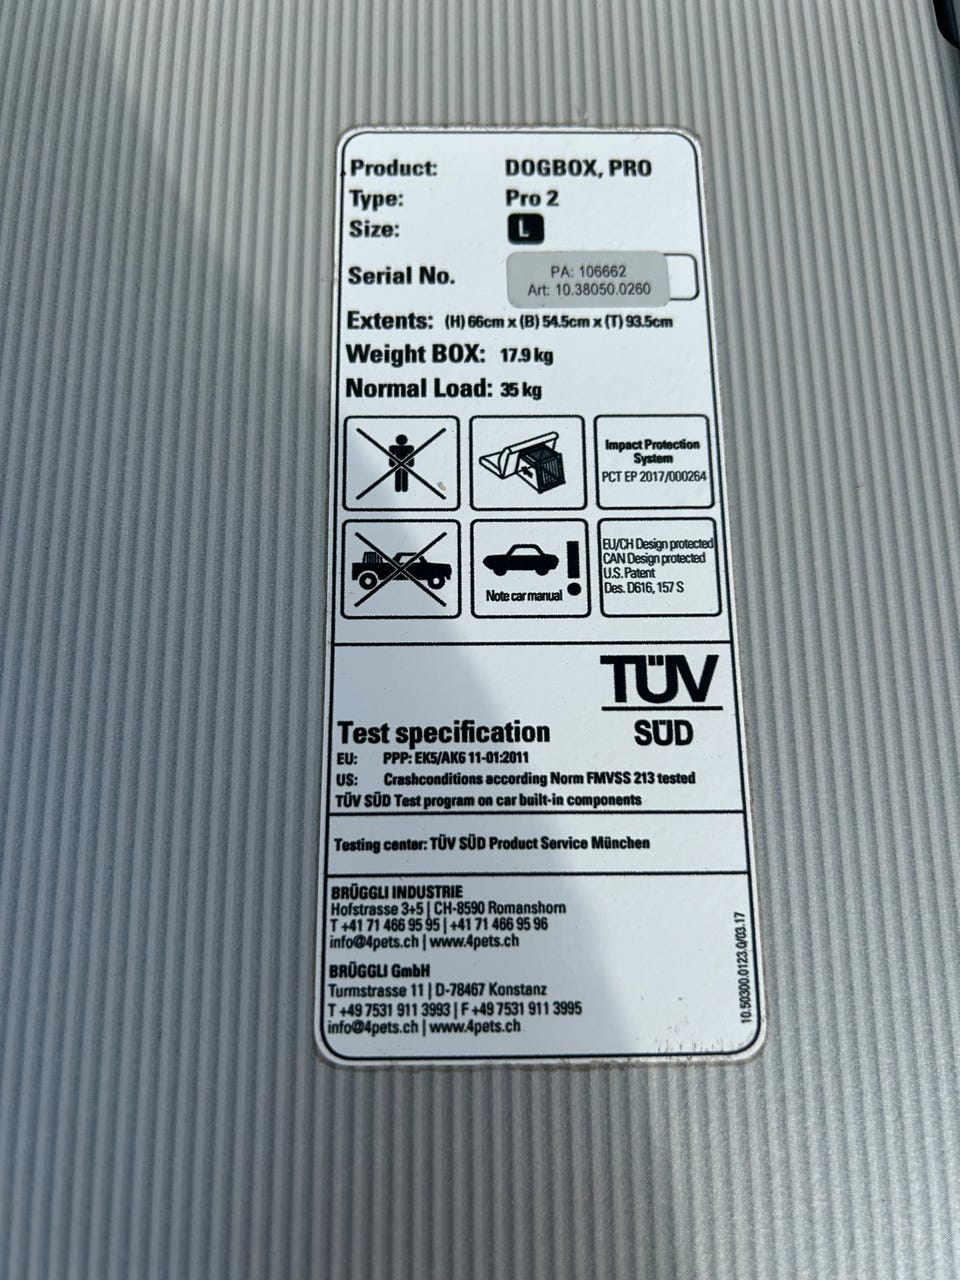 Product: DOGBOX, PRO
Type: Pro 2
Size: L
Serial No. PA: 106662
Art: 10.38050.0260
Extents: (H) 66cm x (B) 54.5cm x (T) 93.5cm
Weight BOX: 17.9 kg
Normal Load: 35 kg
Impact Protection
System
PCT EP 2017/000264
Note car manual !
EU/CH Design protected
CAN Design protected
U.S. Patent
Des. D616, 157 S
TÜV
SÜD
Test specification
EU: PPP: EK5/AK6 11-01:2011
US: Crashconditions according Norm FMVSS 213 tested
TÜV SÜD Test program on car built-in components
Testing center: TÜV SÜD Product Service München
BRÜGGLI INDUSTRIE
Hofstrasse 3+5 | CH-8590 Romanshorn
T +41 71 466 95 95 | +41 71 466 95 96
info@4pets.ch | www.4pets.ch
BRÜGGLI GmbH
Turmstrasse 11 | D-78467 Konstanz
T +49 7531 911 3993 | F +49 7531 911 3995
info@4pets.ch | www.4pets.ch
10.50300.0123.0/03.17